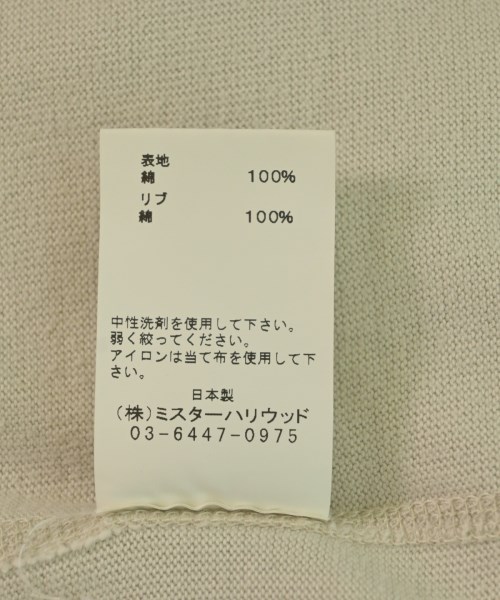 表地
綿 100%
リブ
綿 100%
中性洗剤を使用して下さい。
弱く絞ってください。
アイロンは当て布を使用して下
さい。
日本製
(株)ミスターハリウッド
03-6447-0975